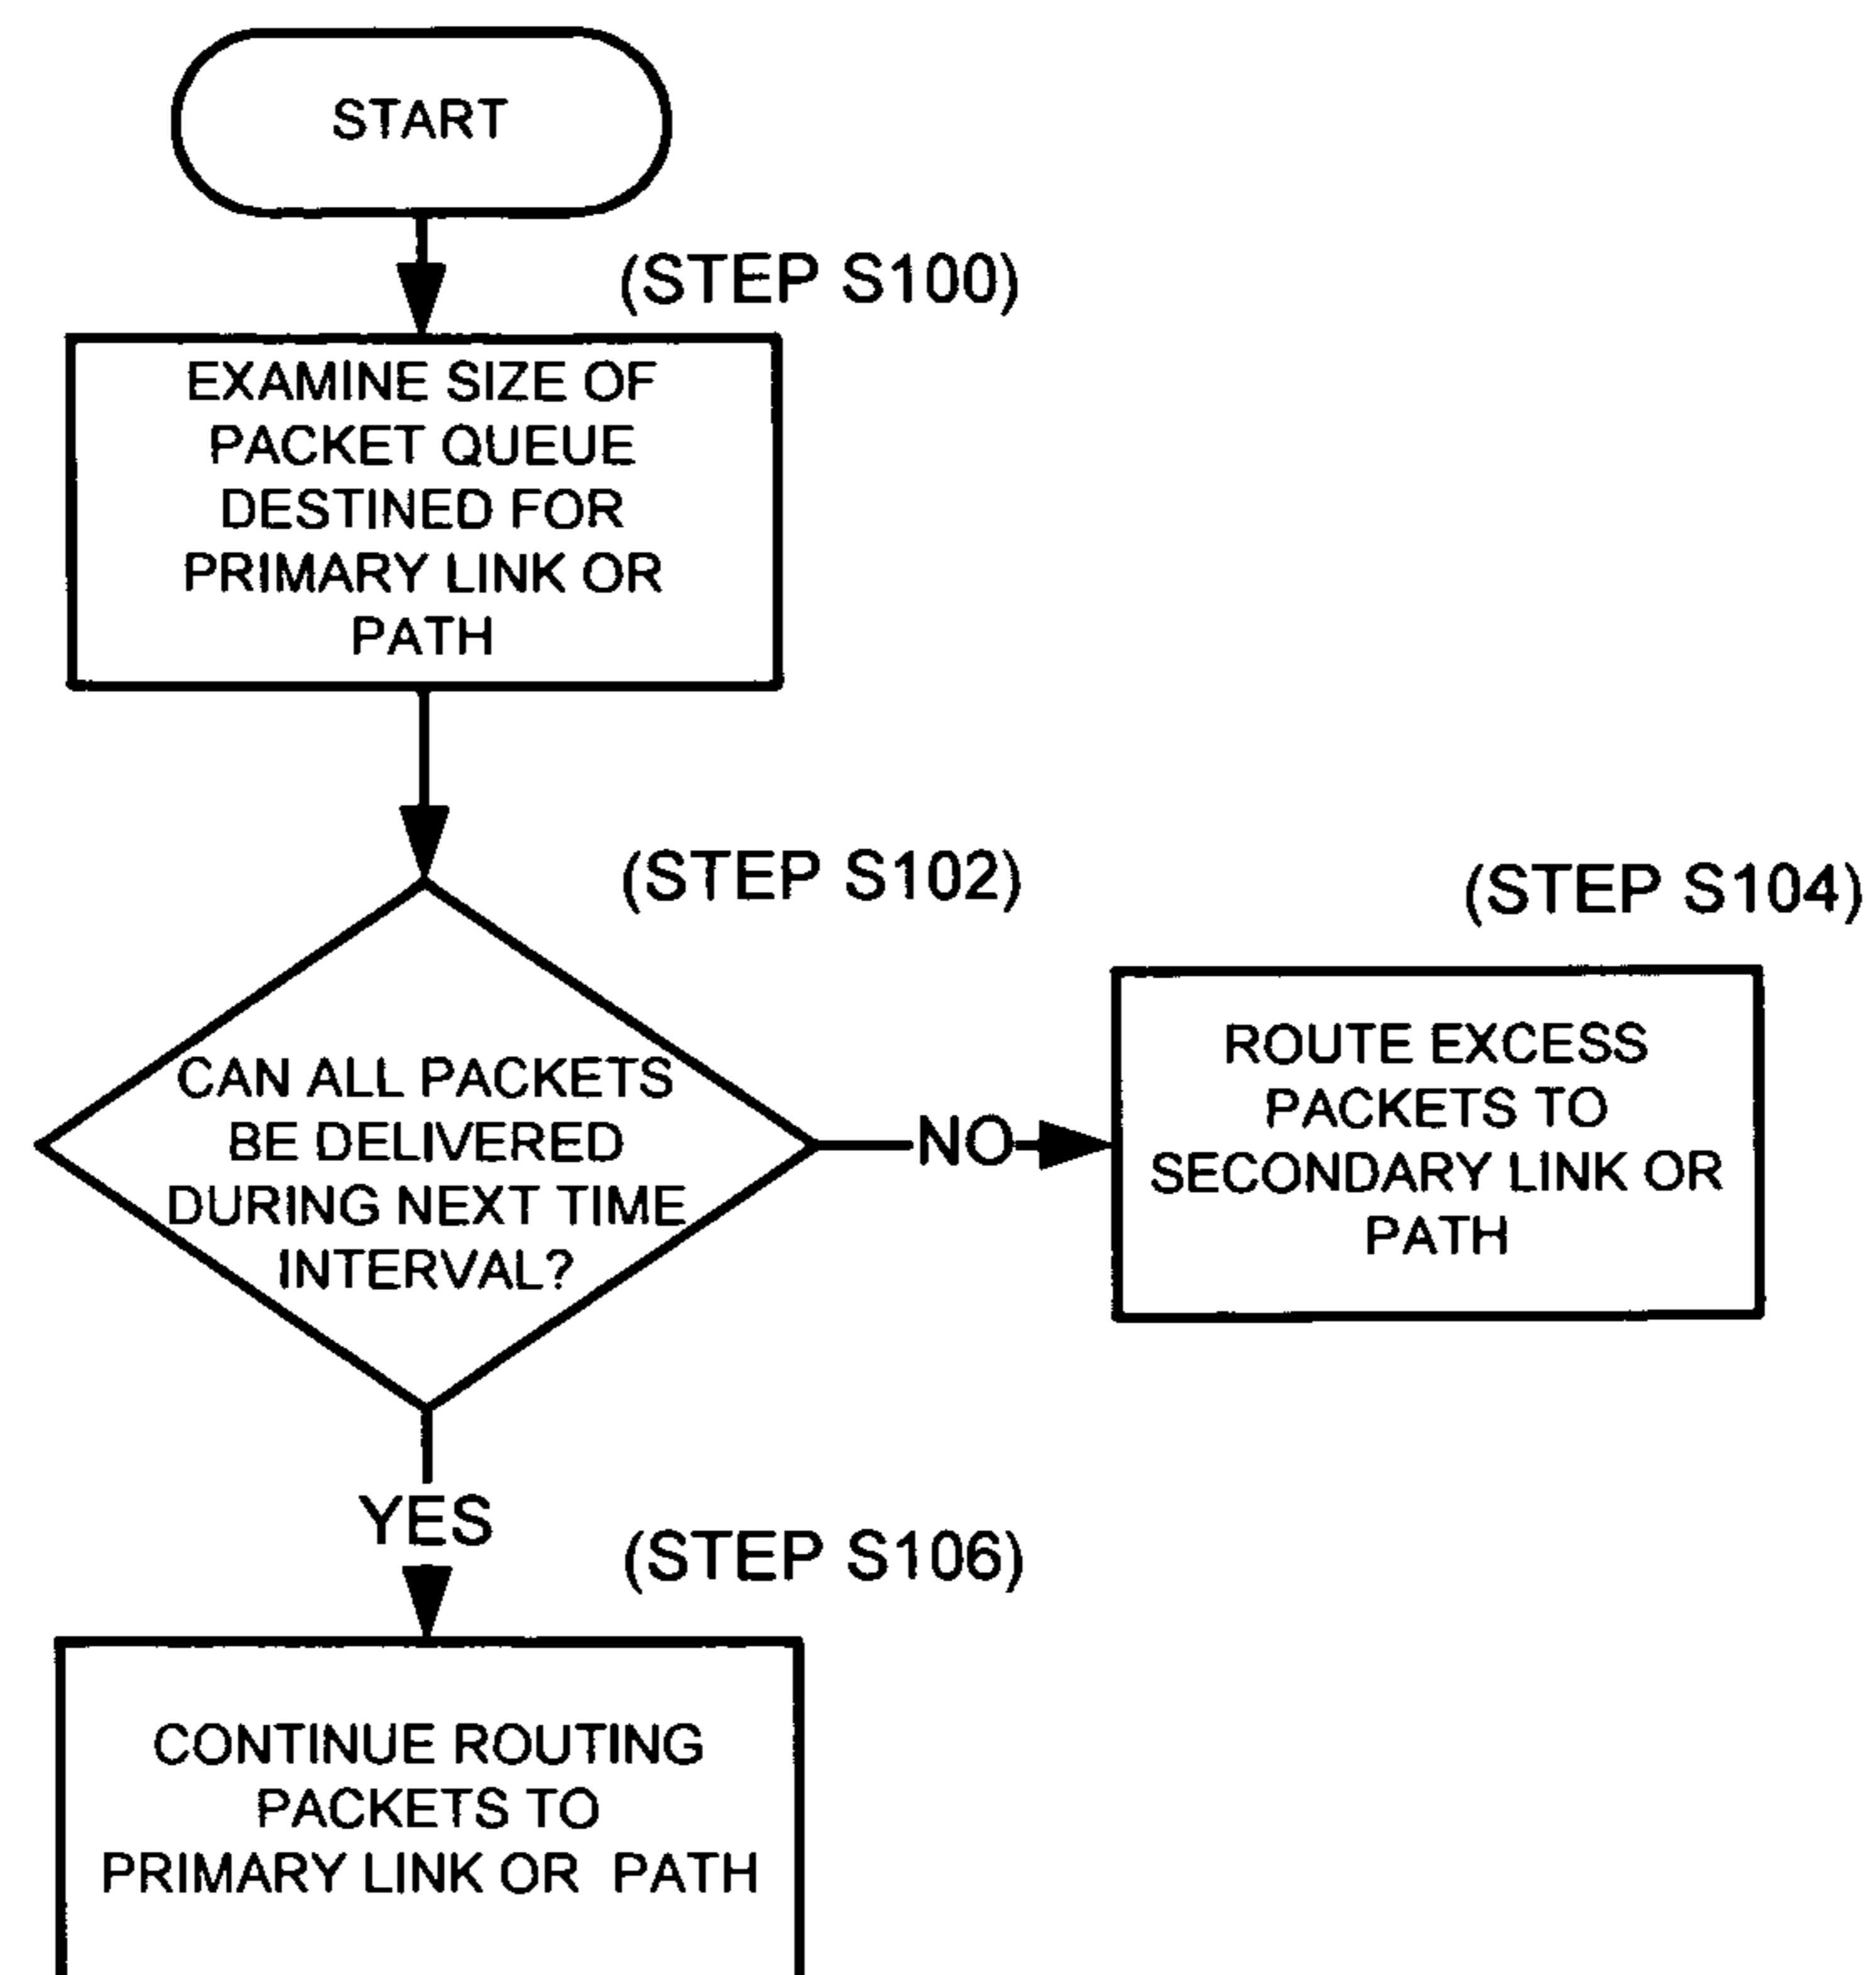 START
(STEP S100)
EXAMINE SIZE OF
PACKET QUEUE
DESTINED FOR
PRIMARY LINK OR
PATH
(STEP S102)
CAN ALL PACKETS
BE DELIVERED
DURING NEXT TIME
INTERVAL?
NO
(STEP S104)
ROUTE EXCESS
PACKETS TO
SECONDARY LINK OR
PATH
YES
(STEP S106)
CONTINUE ROUTING
PACKETS TO
PRIMARY LINK OR PATH